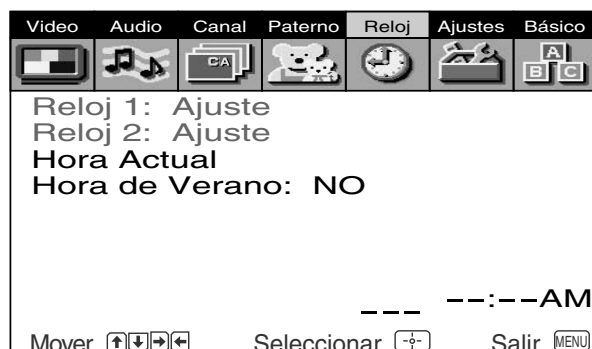 Video Audio Canal Paterno Reloj Ajustes Básico
C A
A
B C
Reloj 1: Ajuste
Reloj 2: Ajuste
Hora Actual
Hora de Verano: NO
_ _ _ --:--AM
Mover ↑↓→← Seleccionar Salir MENU